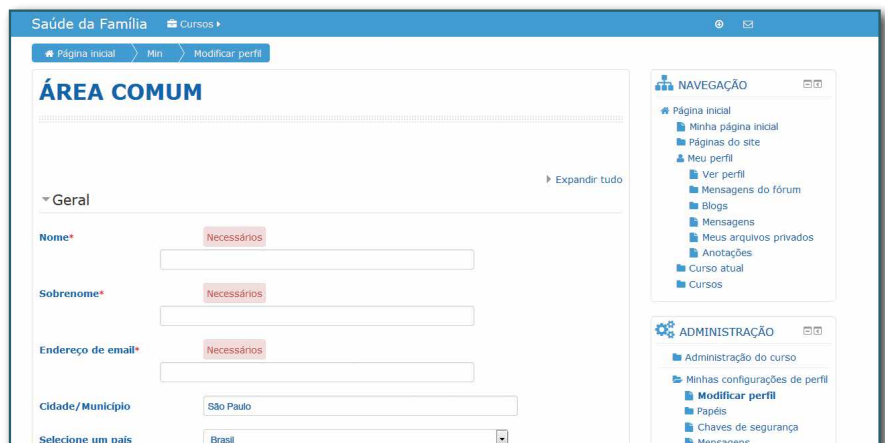 Saúde da Família Cursos
Página inicial Min Modificar perfil
ÁREA COMUM
Expandir tudo
Geral
Nome* Necessários
Sobrenome* Necessários
Endereço de email* Necessários
Cidade/Município São Paulo
Selecione um país Brasil
NAVEGAÇÃO
Página inicial
Minha página inicial
Páginas do site
Meu perfil
Ver perfil
Mensagens do fórum
Blogs
Mensagens
Meus arquivos privados
Anotações
Curso atual
Cursos
ADMINISTRAÇÃO
Administração do curso
Minhas configurações de perfil
Modificar perfil
Papéis
Chaves de segurança
Mensagens